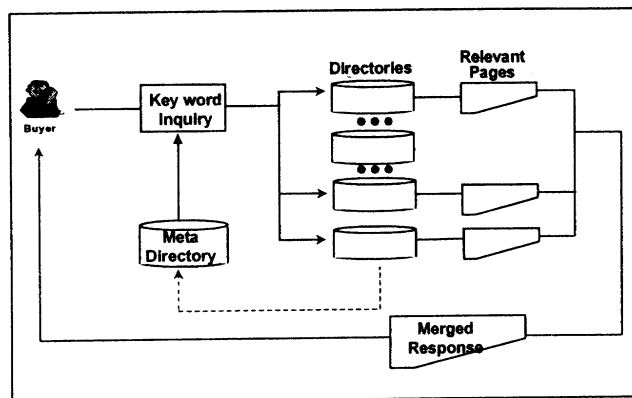 Directories
Relevant
Pages
Key word
Inquiry
Buyer
Meta
Directory
Merged
Response